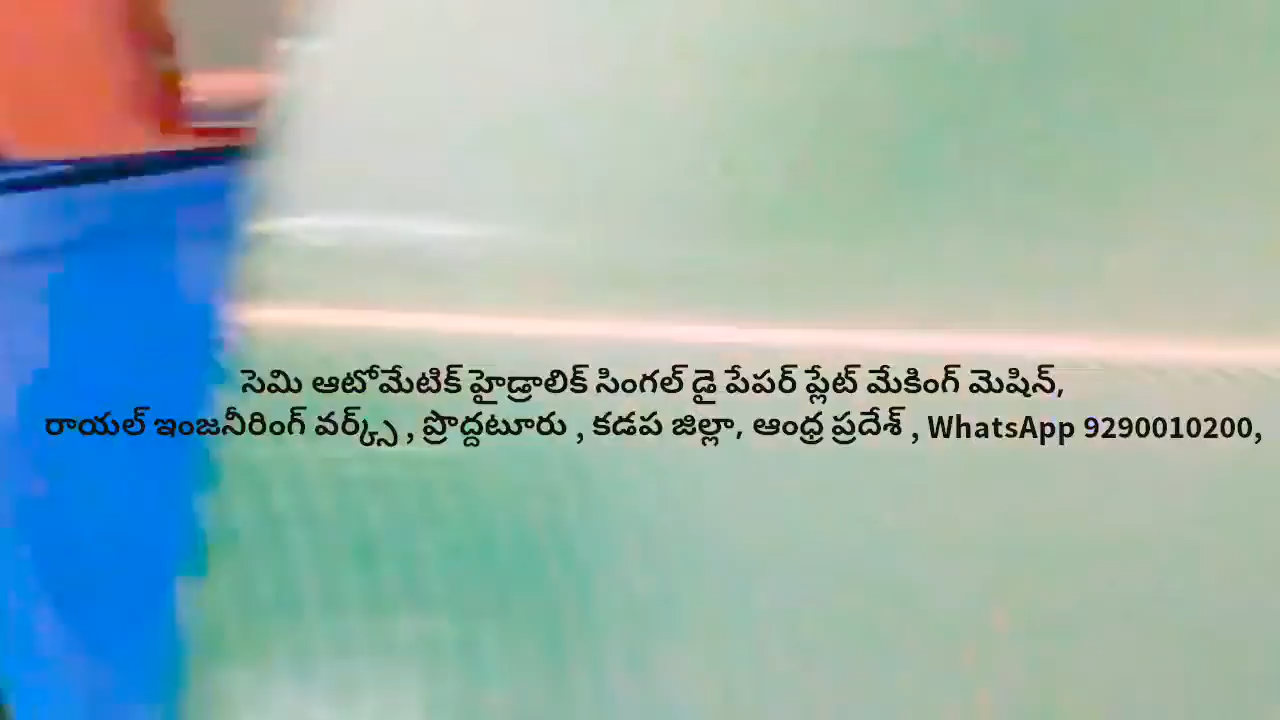 సెమి ఆటోమేటిక్ హైడ్రాలిక్ సింగల్ డై పేపర్ ప్లేట్ మేకింగ్ మెషిన్,
రాయల్ ఇంజనీరింగ్ వర్క్స్ , ప్రొద్దటూరు , కడప జిల్లా, ఆంధ్ర ప్రదేశ్ , WhatsApp 9290010200,